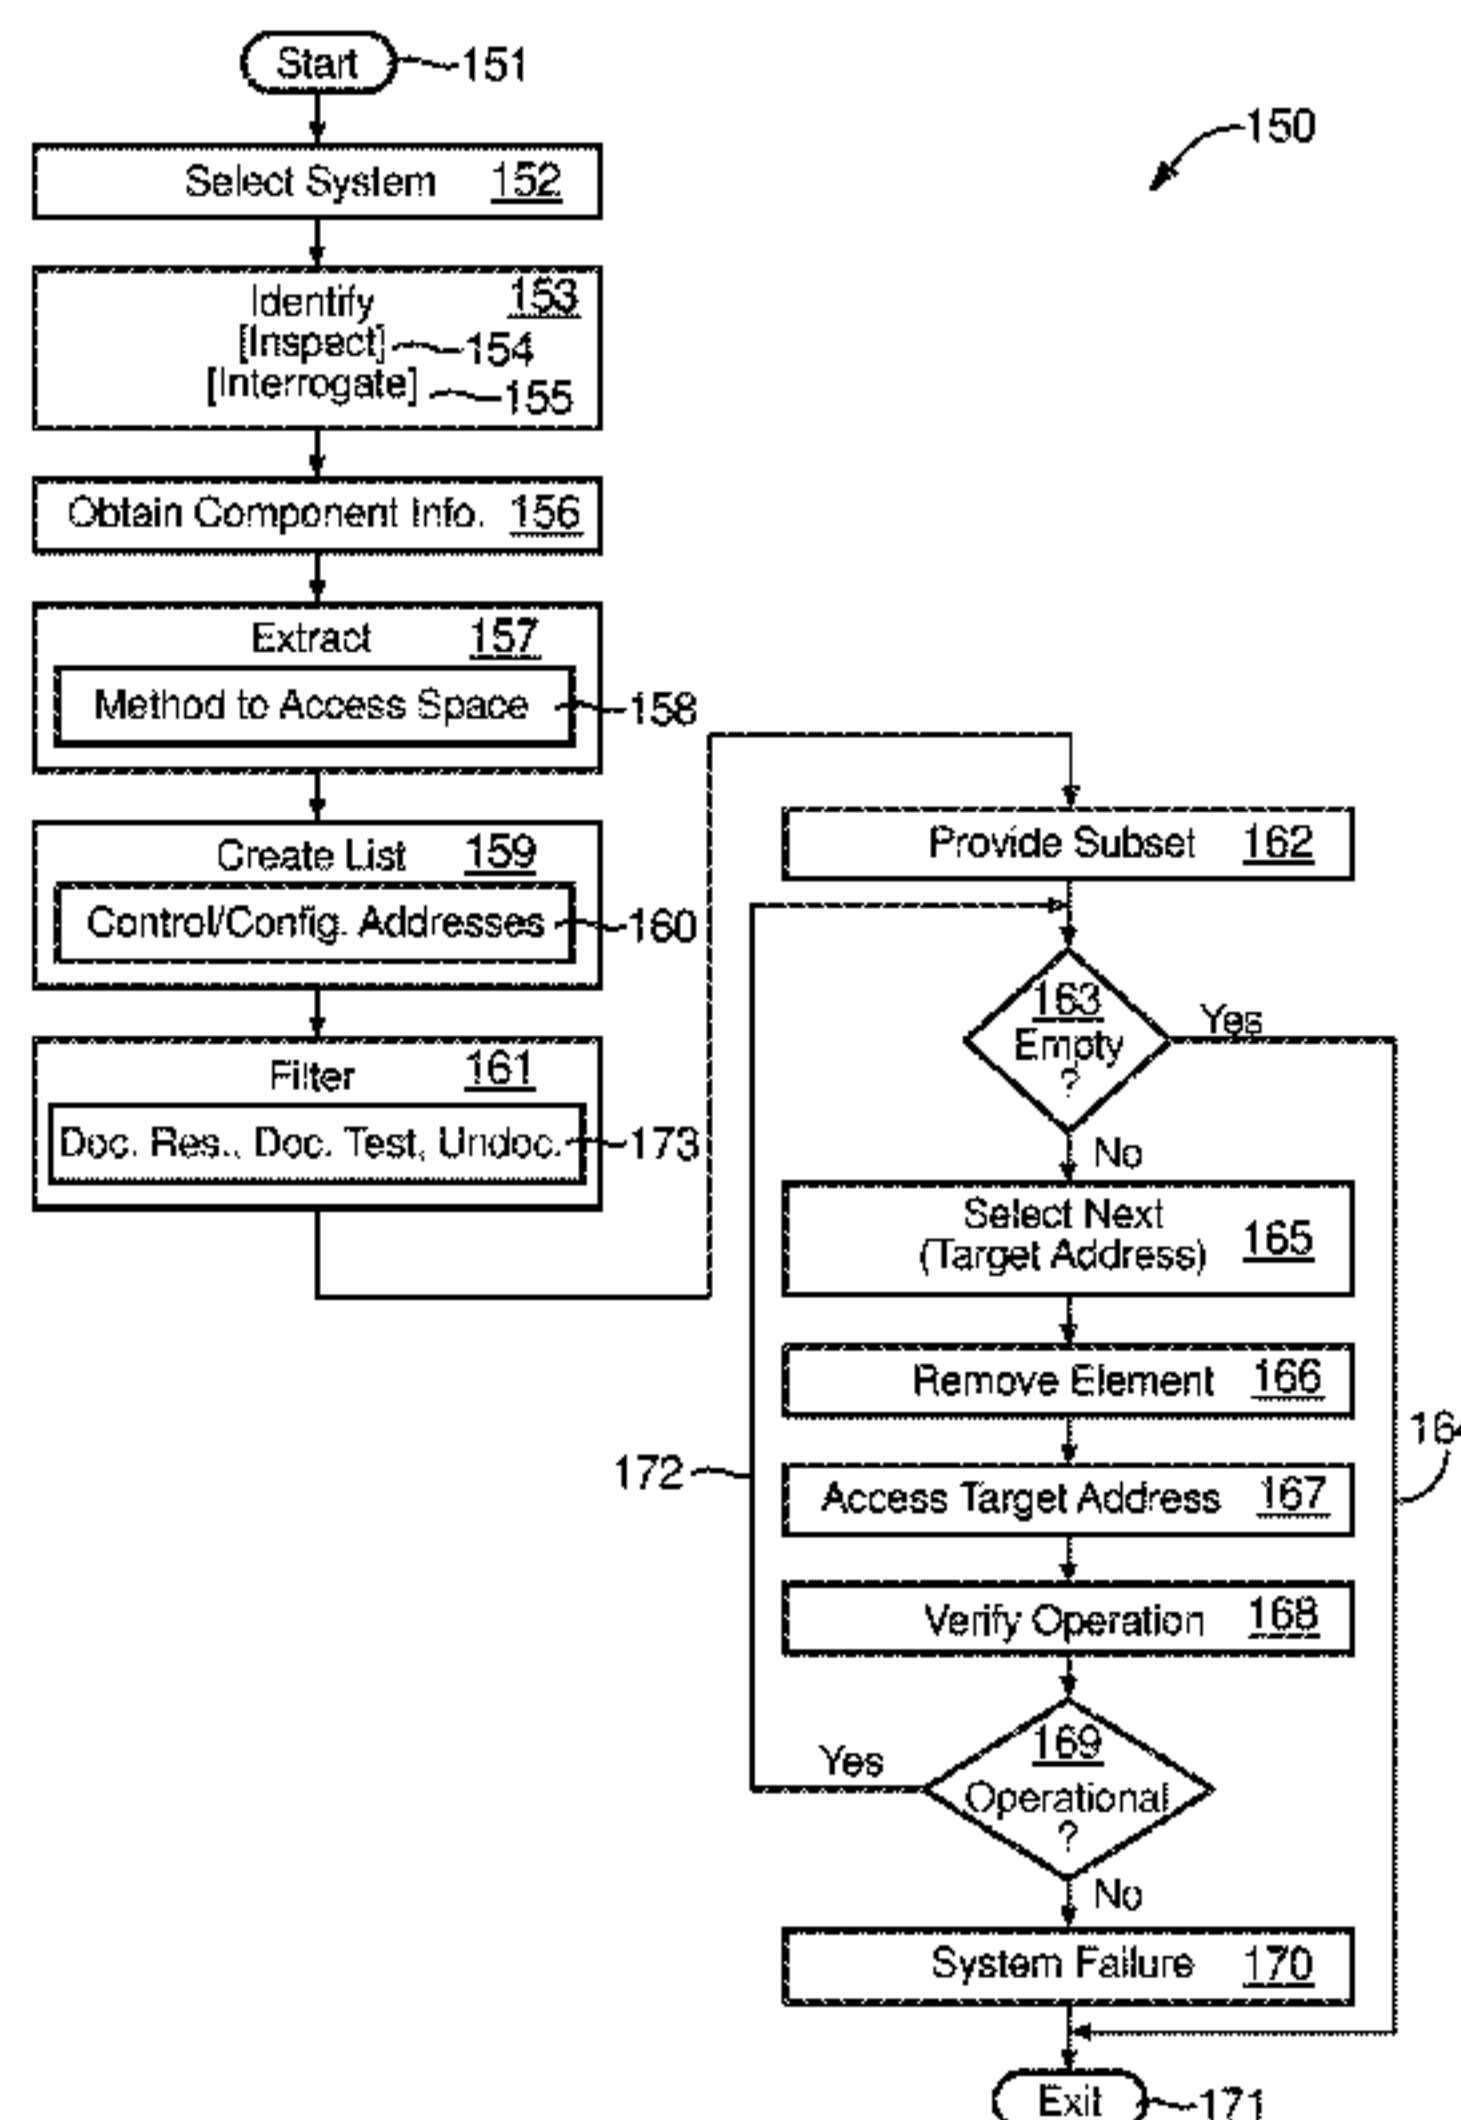 Start 151
150
Select System 152
Identify 153
[Inspect] 154
[Interrogate] 155
Obtain Component Info. 156
Extract 157
Method to Access Space 158
Create List 159
Control/Config. Addresses 160
Filter 161
Doc. Res., Doc. Test, Undoc. 173
Provide Subset 162
163
Empty
?
Yes
No
Select Next
(Target Address) 165
Remove Element 166
164
172
Access Target Address 167
Verify Operation 168
169
Operational
?
Yes
No
System Failure 170
Exit 171